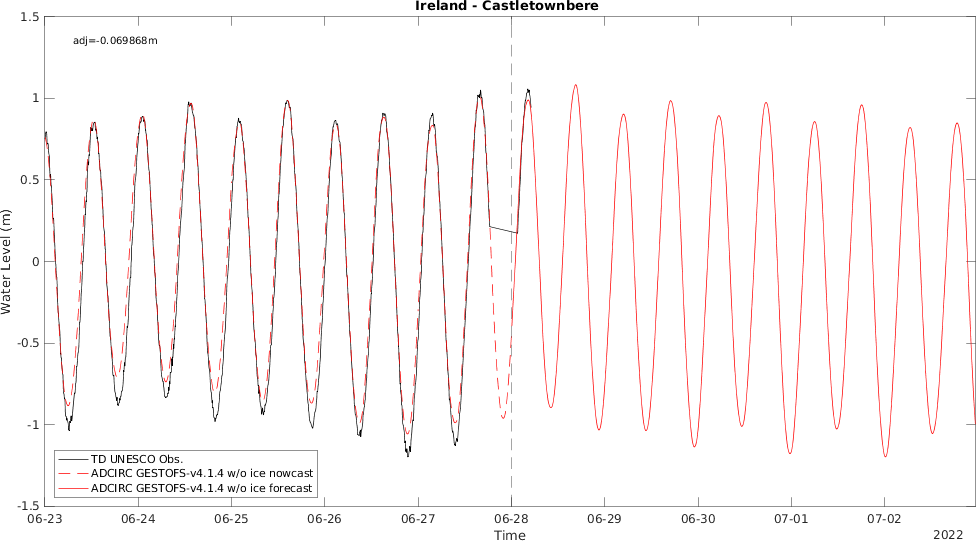 Ireland - Castletownbere
adj=-0.069868m
1.5
1
0.5
0
-0.5
-1
-1.5
Water Level (m)
TD UNESCO Obs.
ADCIRC GESTOFS-v4.1.4 w/o ice nowcast
ADCIRC GESTOFS-v4.1.4 w/o ice forecast
06-23 06-24 06-25 06-26 06-27 06-28 06-29 06-30 07-01 07-02
Time
2022